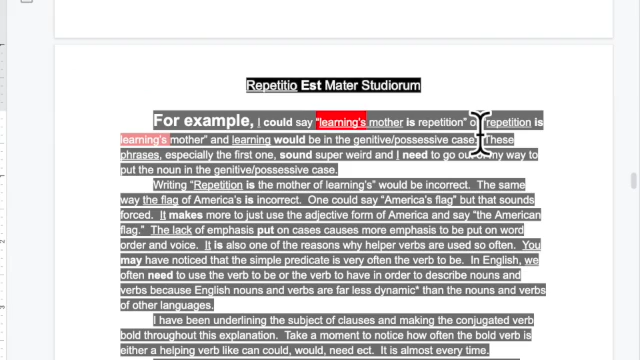 Repetitio Est Mater Studiorum
For example, I could say "learning's mother is repetition" repetition is
learning's mother" and learning would be in the genitive/possessive case. These
phrases, especially the first one, sound super weird and I need to go out of my way to
put the noun in the genitive/possessive case.
Writing "Repetition is the mother of learning's" would be incorrect. The same
way the flag of America's is incorrect. One could say "America's flag" but that sounds
forced. It makes more to just use the adjective form of America and say "the American
flag." The lack of emphasis put on cases causes more emphasis to be put on word
order and voice. It is also one of the reasons why helper verbs are used so often. You
may have noticed that the simple predicate is very often the verb to be. In English, we
often need to use the verb to be or the verb to have in order to describe nouns and
verbs because English nouns and verbs are far less dynamic* than the nouns and verbs
of other languages.
I have been underlining the subject of clauses and making the conjugated verb
bold throughout this explanation. Take a moment to notice how often the bold verb is
either a helping verb like can could, would, need ect. It is almost every time.